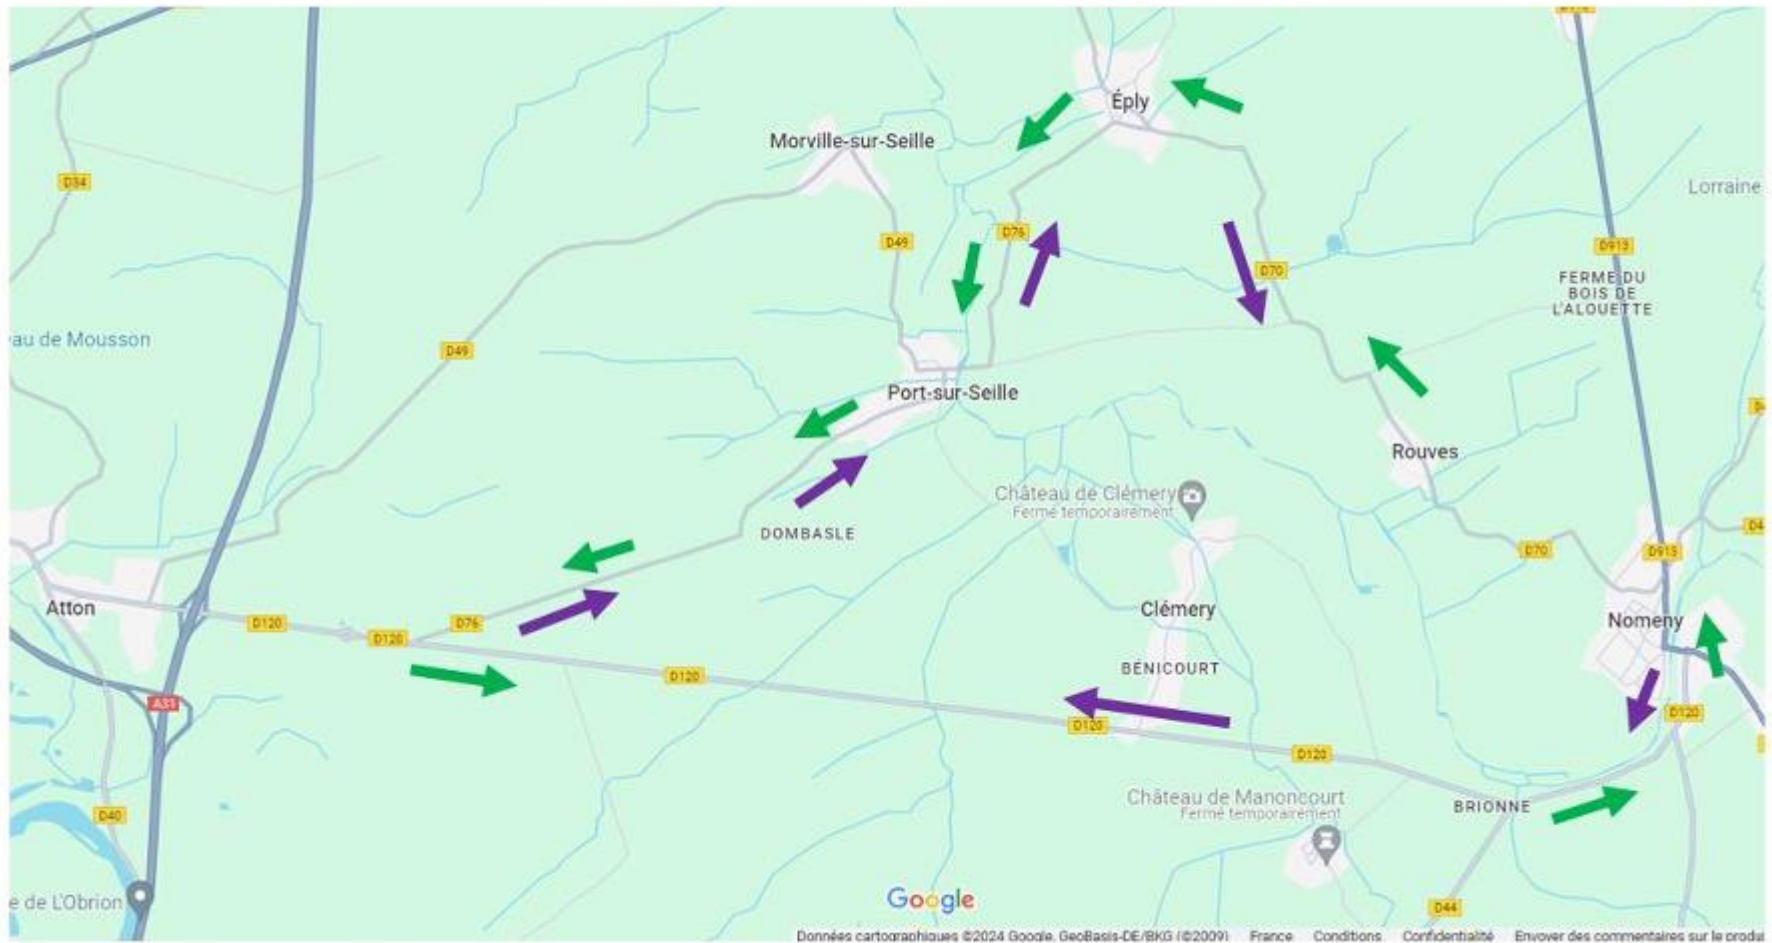 Éply
Morville-sur-Seille
D34
Lorraine
D49
D76
D913
D70
FERME DU
BOIS DE
L'ALOUETTE
eau de Mousson
D49
Port-sur-Seille
Rouves
Château de Clémery
Fermé temporairement
DOMBASLE
D70
D913
Atton
D120
D76
D120
Clémery
Nomeny
BÉNICOURT
D120
A31
D120
D120
D120
D40
Château de Manoncourt
Fermé temporairement
BRIONNE
e de L'Obrion
Google
D44
Données cartographiques ©2024 Google, GeoBasis-DE/BKG (©2009) France Conditions Confidentialité Envoyer des commentaires sur le produi